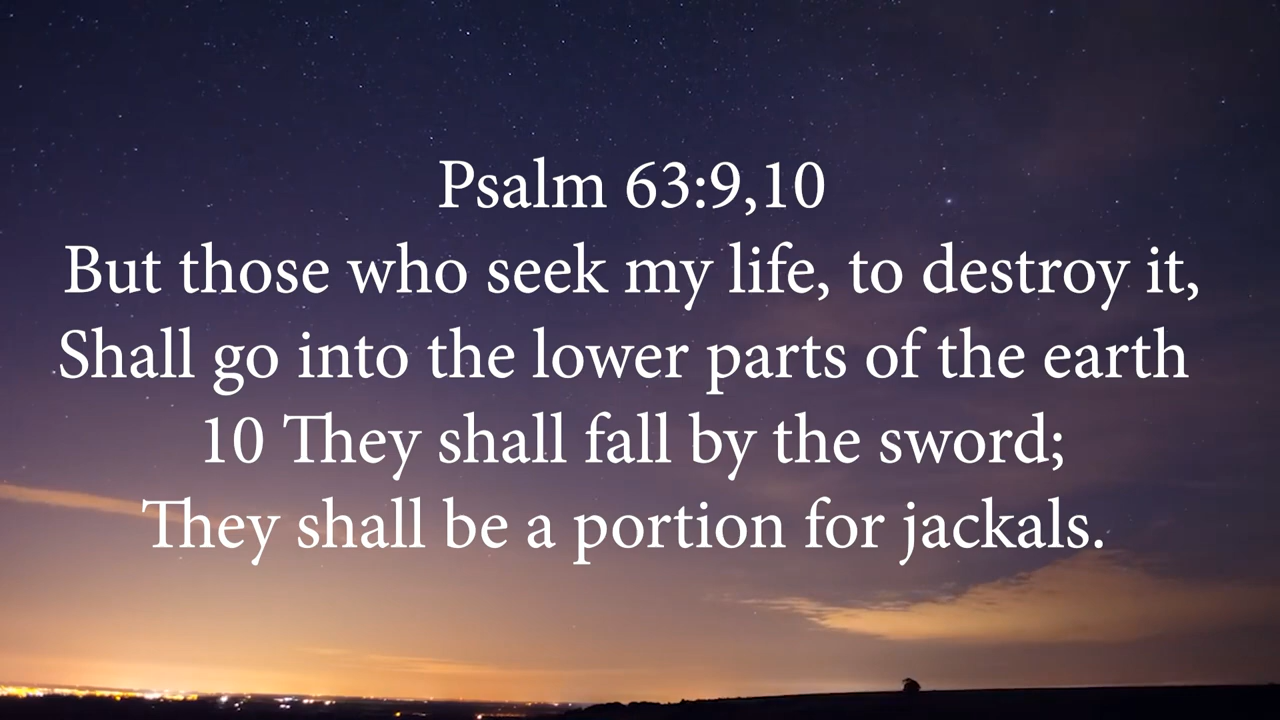 Psalm 63:9,10
But those who seek my life, to destroy it,
Shall go into the lower parts of the earth
10 They shall fall by the sword;
They shall be a portion for jackals.